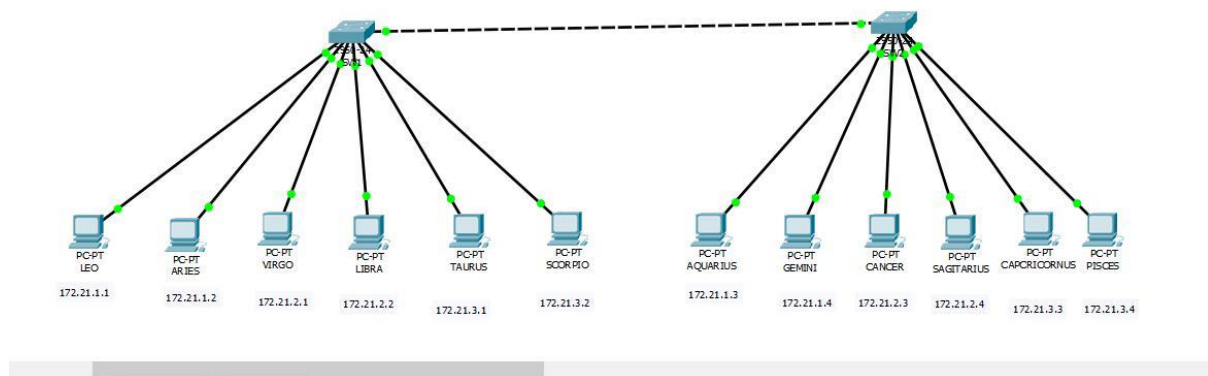 PC-PT
LEO
PC-PT
ARIES
PC-PT
VIRGO
PC-PT
LIBRA
PC-PT
TAURUS
PC-PT
SCORPIO
PC-PT
AQUARIUS
PC-PT
GEMINI
PC-PT
CANCER
PC-PT
SAGITARIUS
PC-PT
CAPCRICORNUS
PC-PT
PISCES
172.21.1.1
172.21.1.2
172.21.2.1
172.21.2.2
172.21.3.1
172.21.3.2
172.21.1.3
172.21.1.4
172.21.2.3
172.21.2.4
172.21.3.3
172.21.3.4